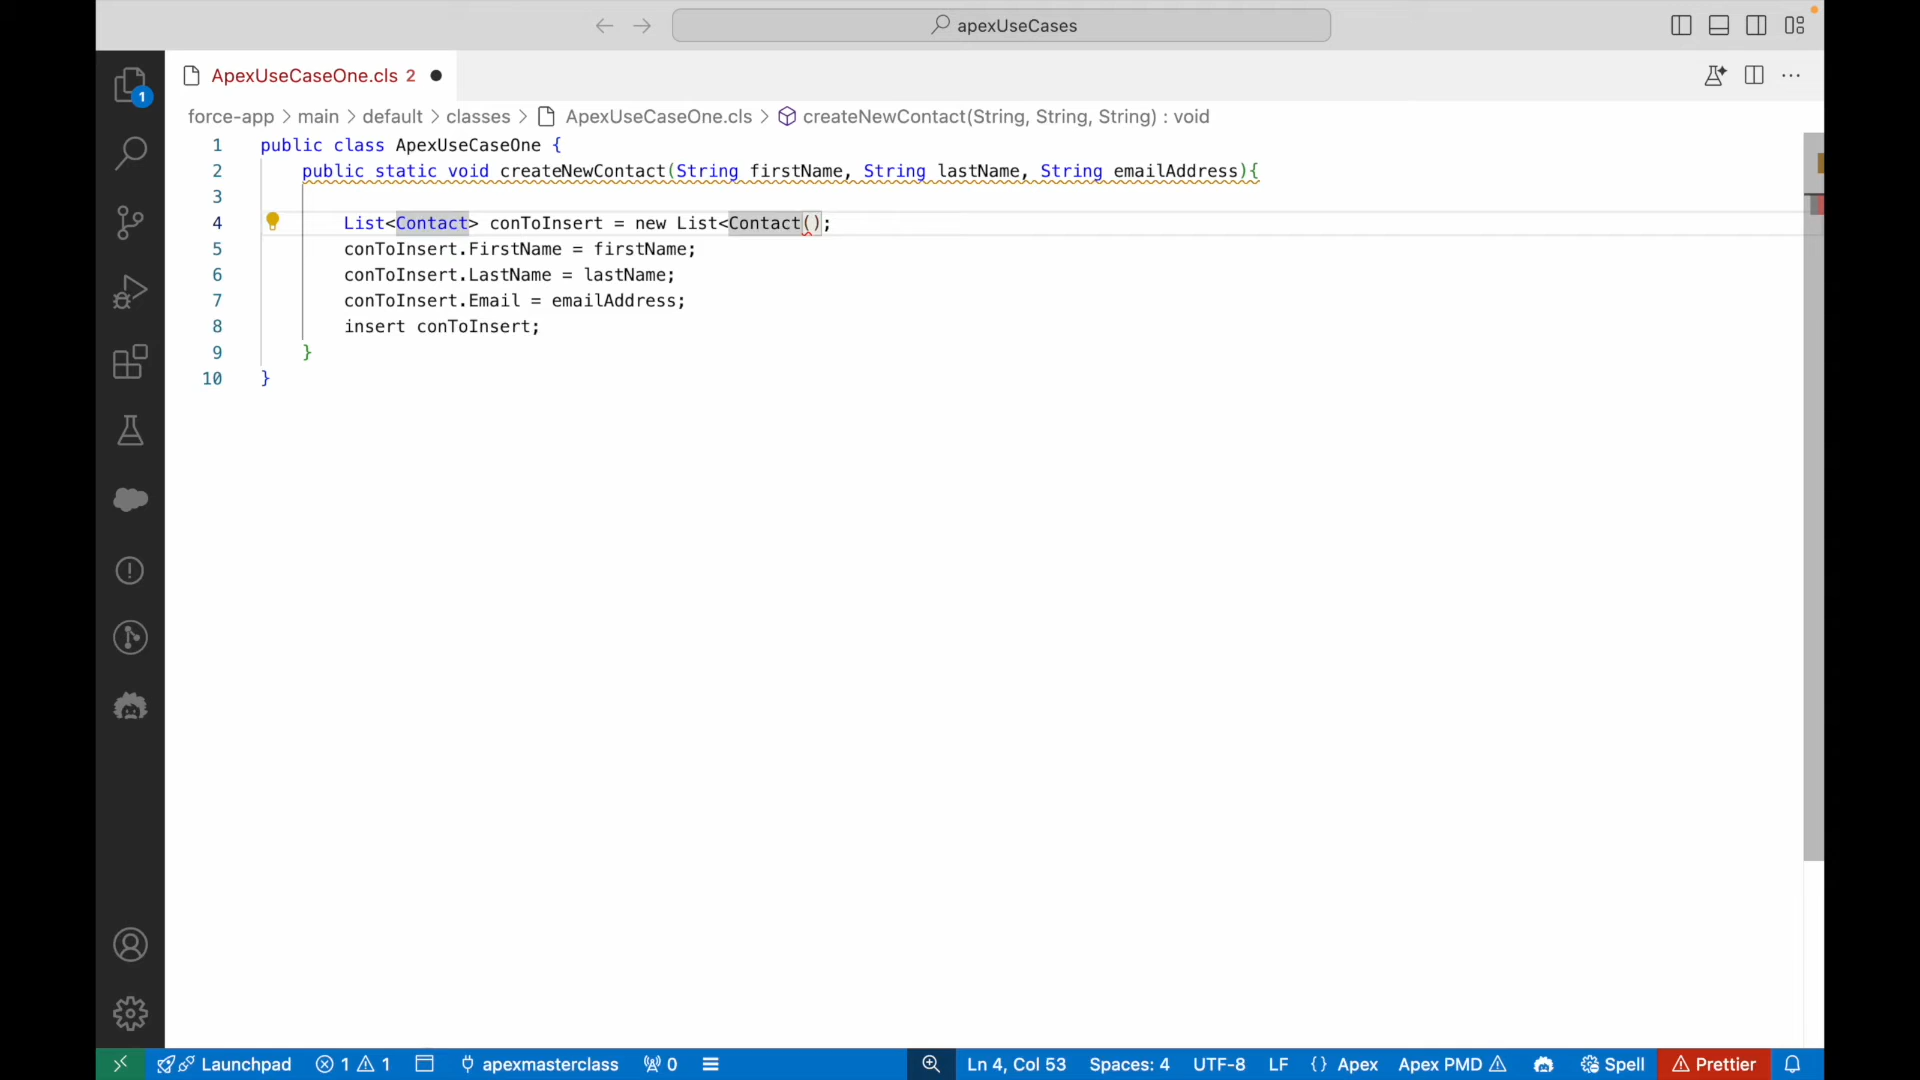 apexUseCases
1
ApexUseCaseOne.cls 2
force-app > main > default > classes > ApexUseCaseOne.cls > createNewContact(String, String, String) : void
1 public class ApexUseCaseOne {
2 public static void createNewContact(String firstName, String lastName, String emailAddress){
3
4 List<Contact> conToInsert = new List<Contact();
5 conToInsert.FirstName = firstName;
6 conToInsert.LastName = lastName;
7 conToInsert.Email = emailAddress;
8 insert conToInsert;
9 }
10 }
Launchpad 1 1 apexmasterclass 0 Ln 4, Col 53 Spaces: 4 UTF-8 LF {} Apex Apex PMD Spell Prettier